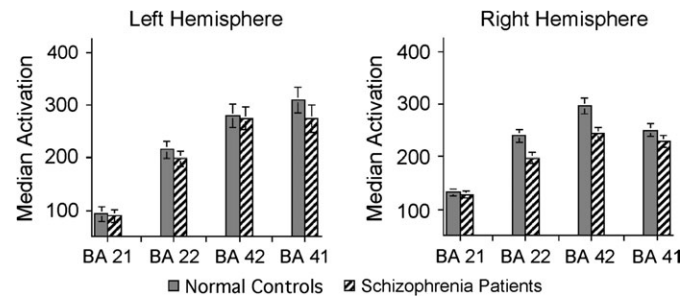 Left Hemisphere
Median Activation
400
300
200
100
BA 21 BA 22 BA 42 BA 41
Right Hemisphere
Median Activation
400
300
200
100
BA 21 BA 22 BA 42 BA 41
Normal Controls Schizophrenia Patients